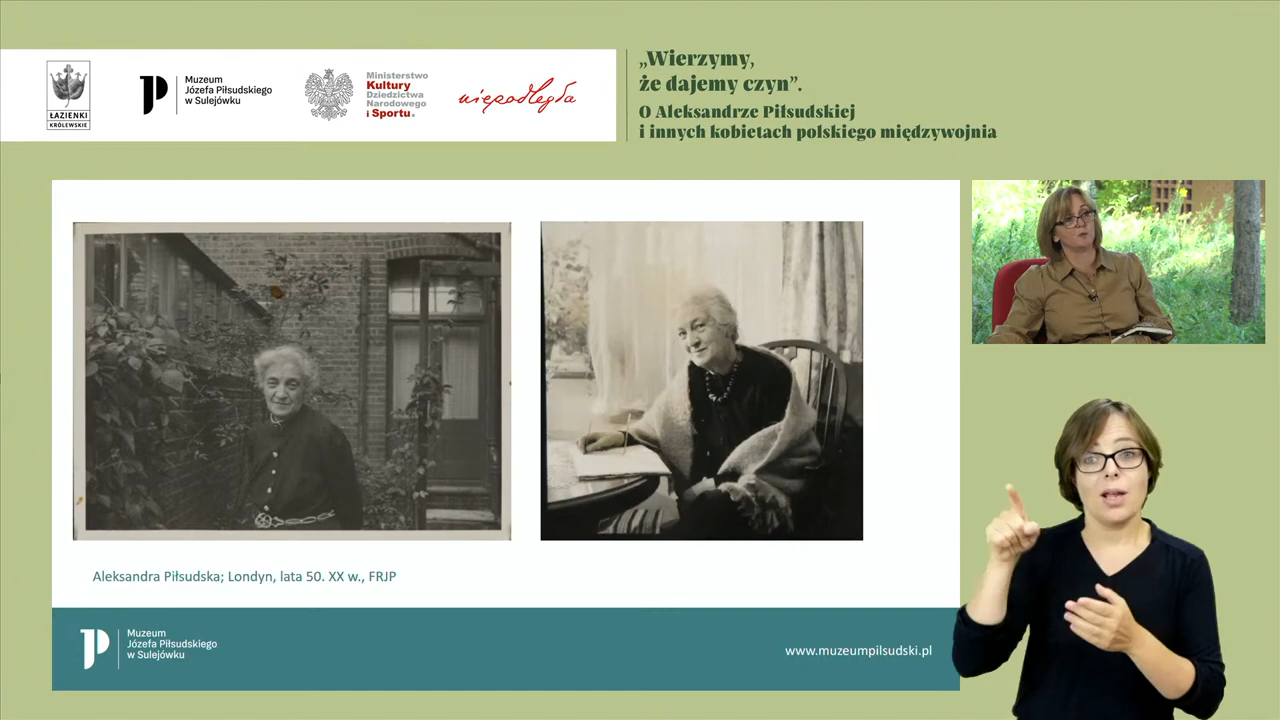 ŁAZIENKI
KRÓLEWSKIE
Muzeum
Józefa Piłsudskiego
w Sulejówku
Ministerstwo
Kultury
Dziedzictwa
Narodowego
i Sportu.
niepodległa
„Wierzymy,
że dajemy czyn”.
O Aleksandrze Piłsudskiej
i innych kobietach polskiego międzywojnia
Aleksandra Piłsudska; Londyn, lata 50. XX w., FRJP
Muzeum
Józefa Piłsudskiego
w Sulejówku
www.muzeumpilsudski.pl